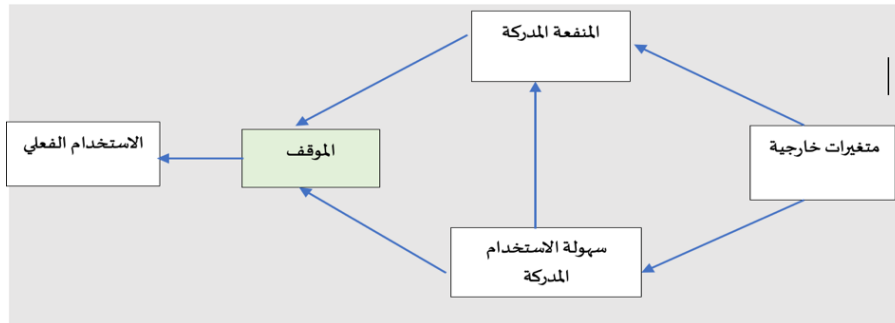 المنفعة المدركة
متغيرات خارجية
الموقف
الاستخدام الفعلي
سهولة الاستخدام
المدركة